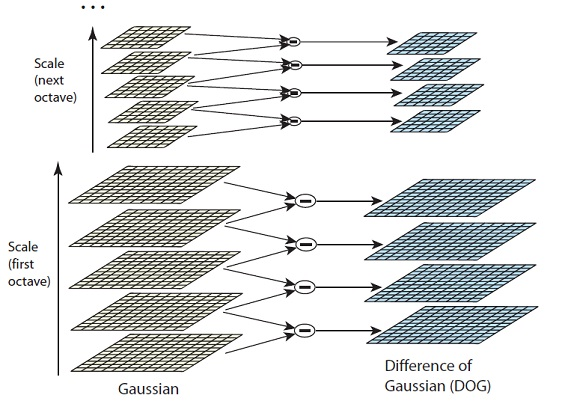 ...
Scale
(next
octave)
Scale
(first
octave)
Gaussian
Difference of
Gaussian (DOG)